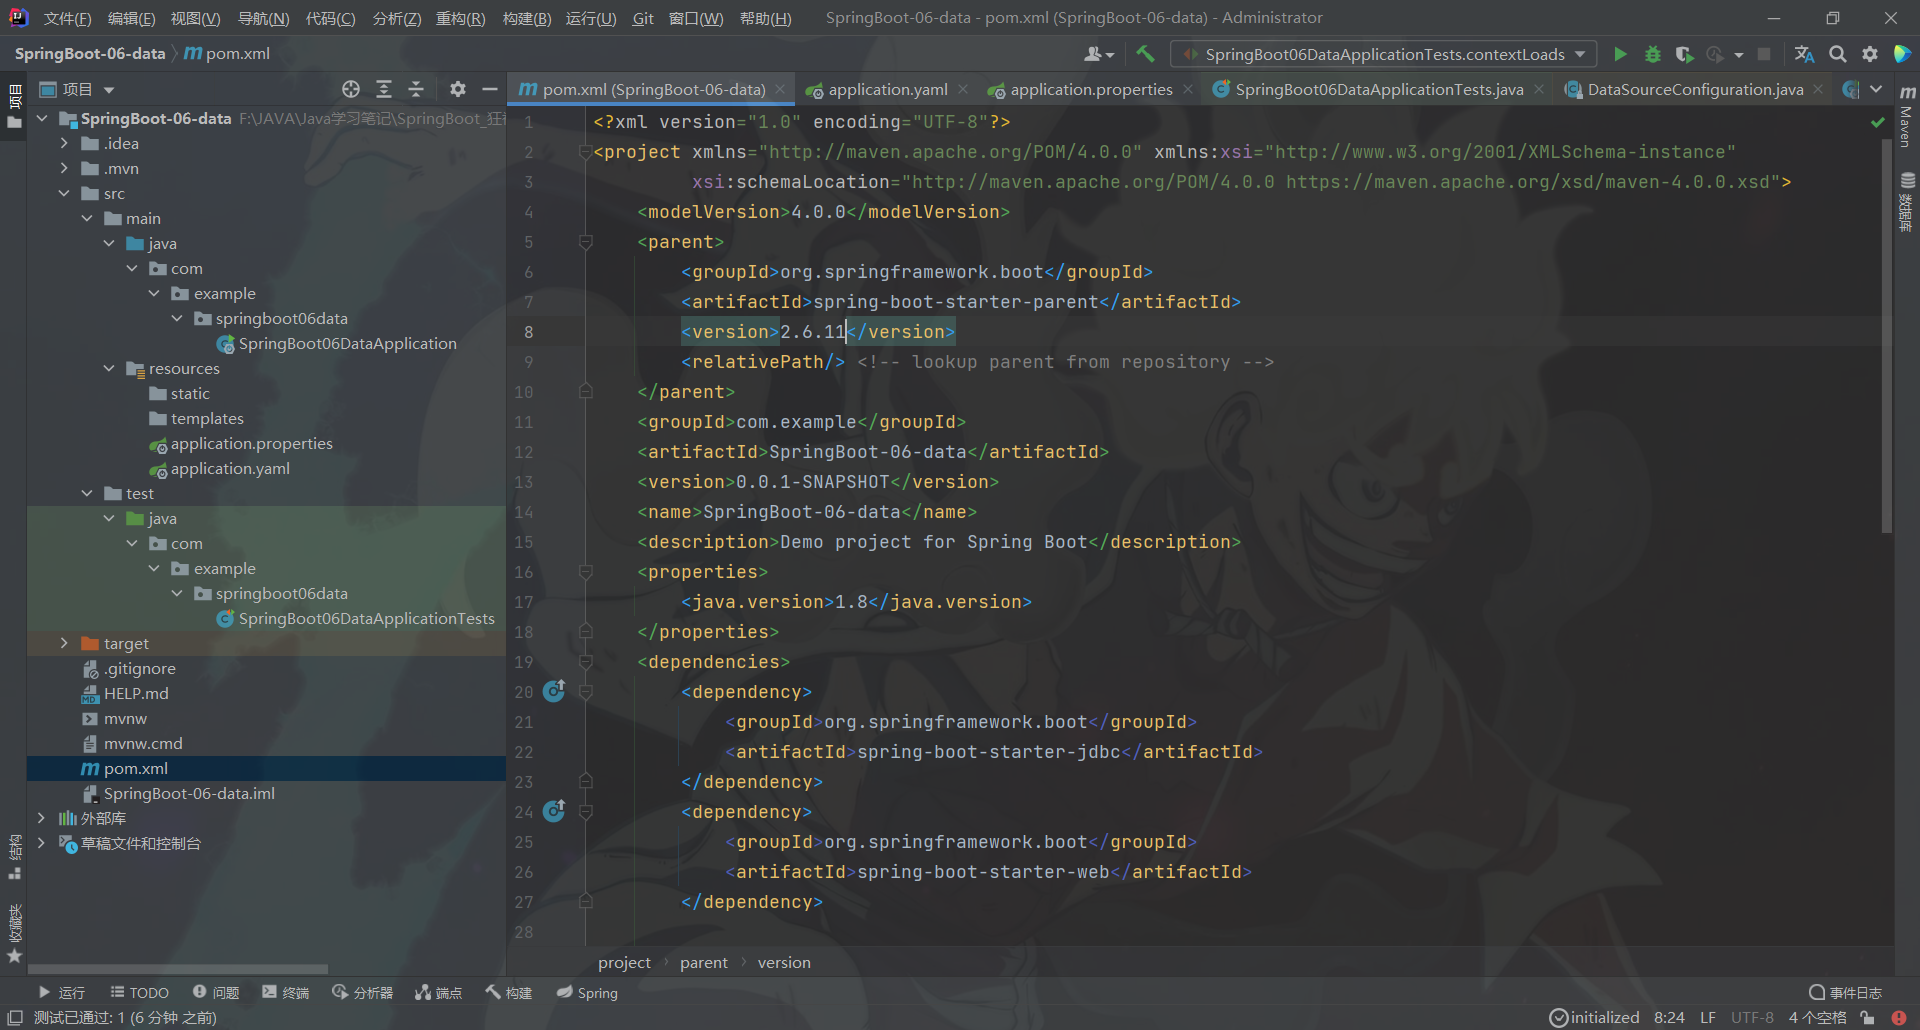 文件(F) 编辑(E) 视图(V) 导航(N) 代码(C) 分析(Z) 重构(R) 构建(B) 运行(U) Git 窗口(W) 帮助(H) SpringBoot-06-data - pom.xml (SpringBoot-06-data) - Administrator
SpringBoot-06-data m pom.xml SpringBoot06DataApplicationTests.contextLoads
项目
pom.xml (SpringBoot-06-data) application.yaml application.properties SpringBoot06DataApplicationTests.java DataSourceConfiguration.java
项目
SpringBoot-06-data F:\JAVA\Java学习笔记\SpringBoot_狂
.idea
.mvn
src
main
java
com
example
springboot06data
SpringBoot06DataApplication
resources
static
templates
application.properties
application.yaml
test
java
com
example
springboot06data
SpringBoot06DataApplicationTests
target
.gitignore
HELP.md
mvnw
mvnw.cmd
pom.xml
SpringBoot-06-data.iml
外部库
草稿文件和控制台
结构
收藏夹
1 <?xml version="1.0" encoding="UTF-8"?>
2 <project xmlns="http://maven.apache.org/POM/4.0.0" xmlns:xsi="http://www.w3.org/2001/XMLSchema-instance"
3 xsi:schemaLocation="http://maven.apache.org/POM/4.0.0 https://maven.apache.org/xsd/maven-4.0.0.xsd">
4 <modelVersion>4.0.0</modelVersion>
5 <parent>
6 <groupId>org.springframework.boot</groupId>
7 <artifactId>spring-boot-starter-parent</artifactId>
8 <version>2.6.11</version>
9 <relativePath/> <!-- lookup parent from repository -->
10 </parent>
11 <groupId>com.example</groupId>
12 <artifactId>SpringBoot-06-data</artifactId>
13 <version>0.0.1-SNAPSHOT</version>
14 <name>SpringBoot-06-data</name>
15 <description>Demo project for Spring Boot</description>
16 <properties>
17 <java.version>1.8</java.version>
18 </properties>
19 <dependencies>
20 <dependency>
21 <groupId>org.springframework.boot</groupId>
22 <artifactId>spring-boot-starter-jdbc</artifactId>
23 </dependency>
24 <dependency>
25 <groupId>org.springframework.boot</groupId>
26 <artifactId>spring-boot-starter-web</artifactId>
27 </dependency>
28
Maven
数据库
project parent version
运行 TODO 问题 终端 分析器 端点 构建 Spring 事件日志
测试已通过: 1 (6 分钟 之前) initialized 8:24 LF UTF-8 4 个空格